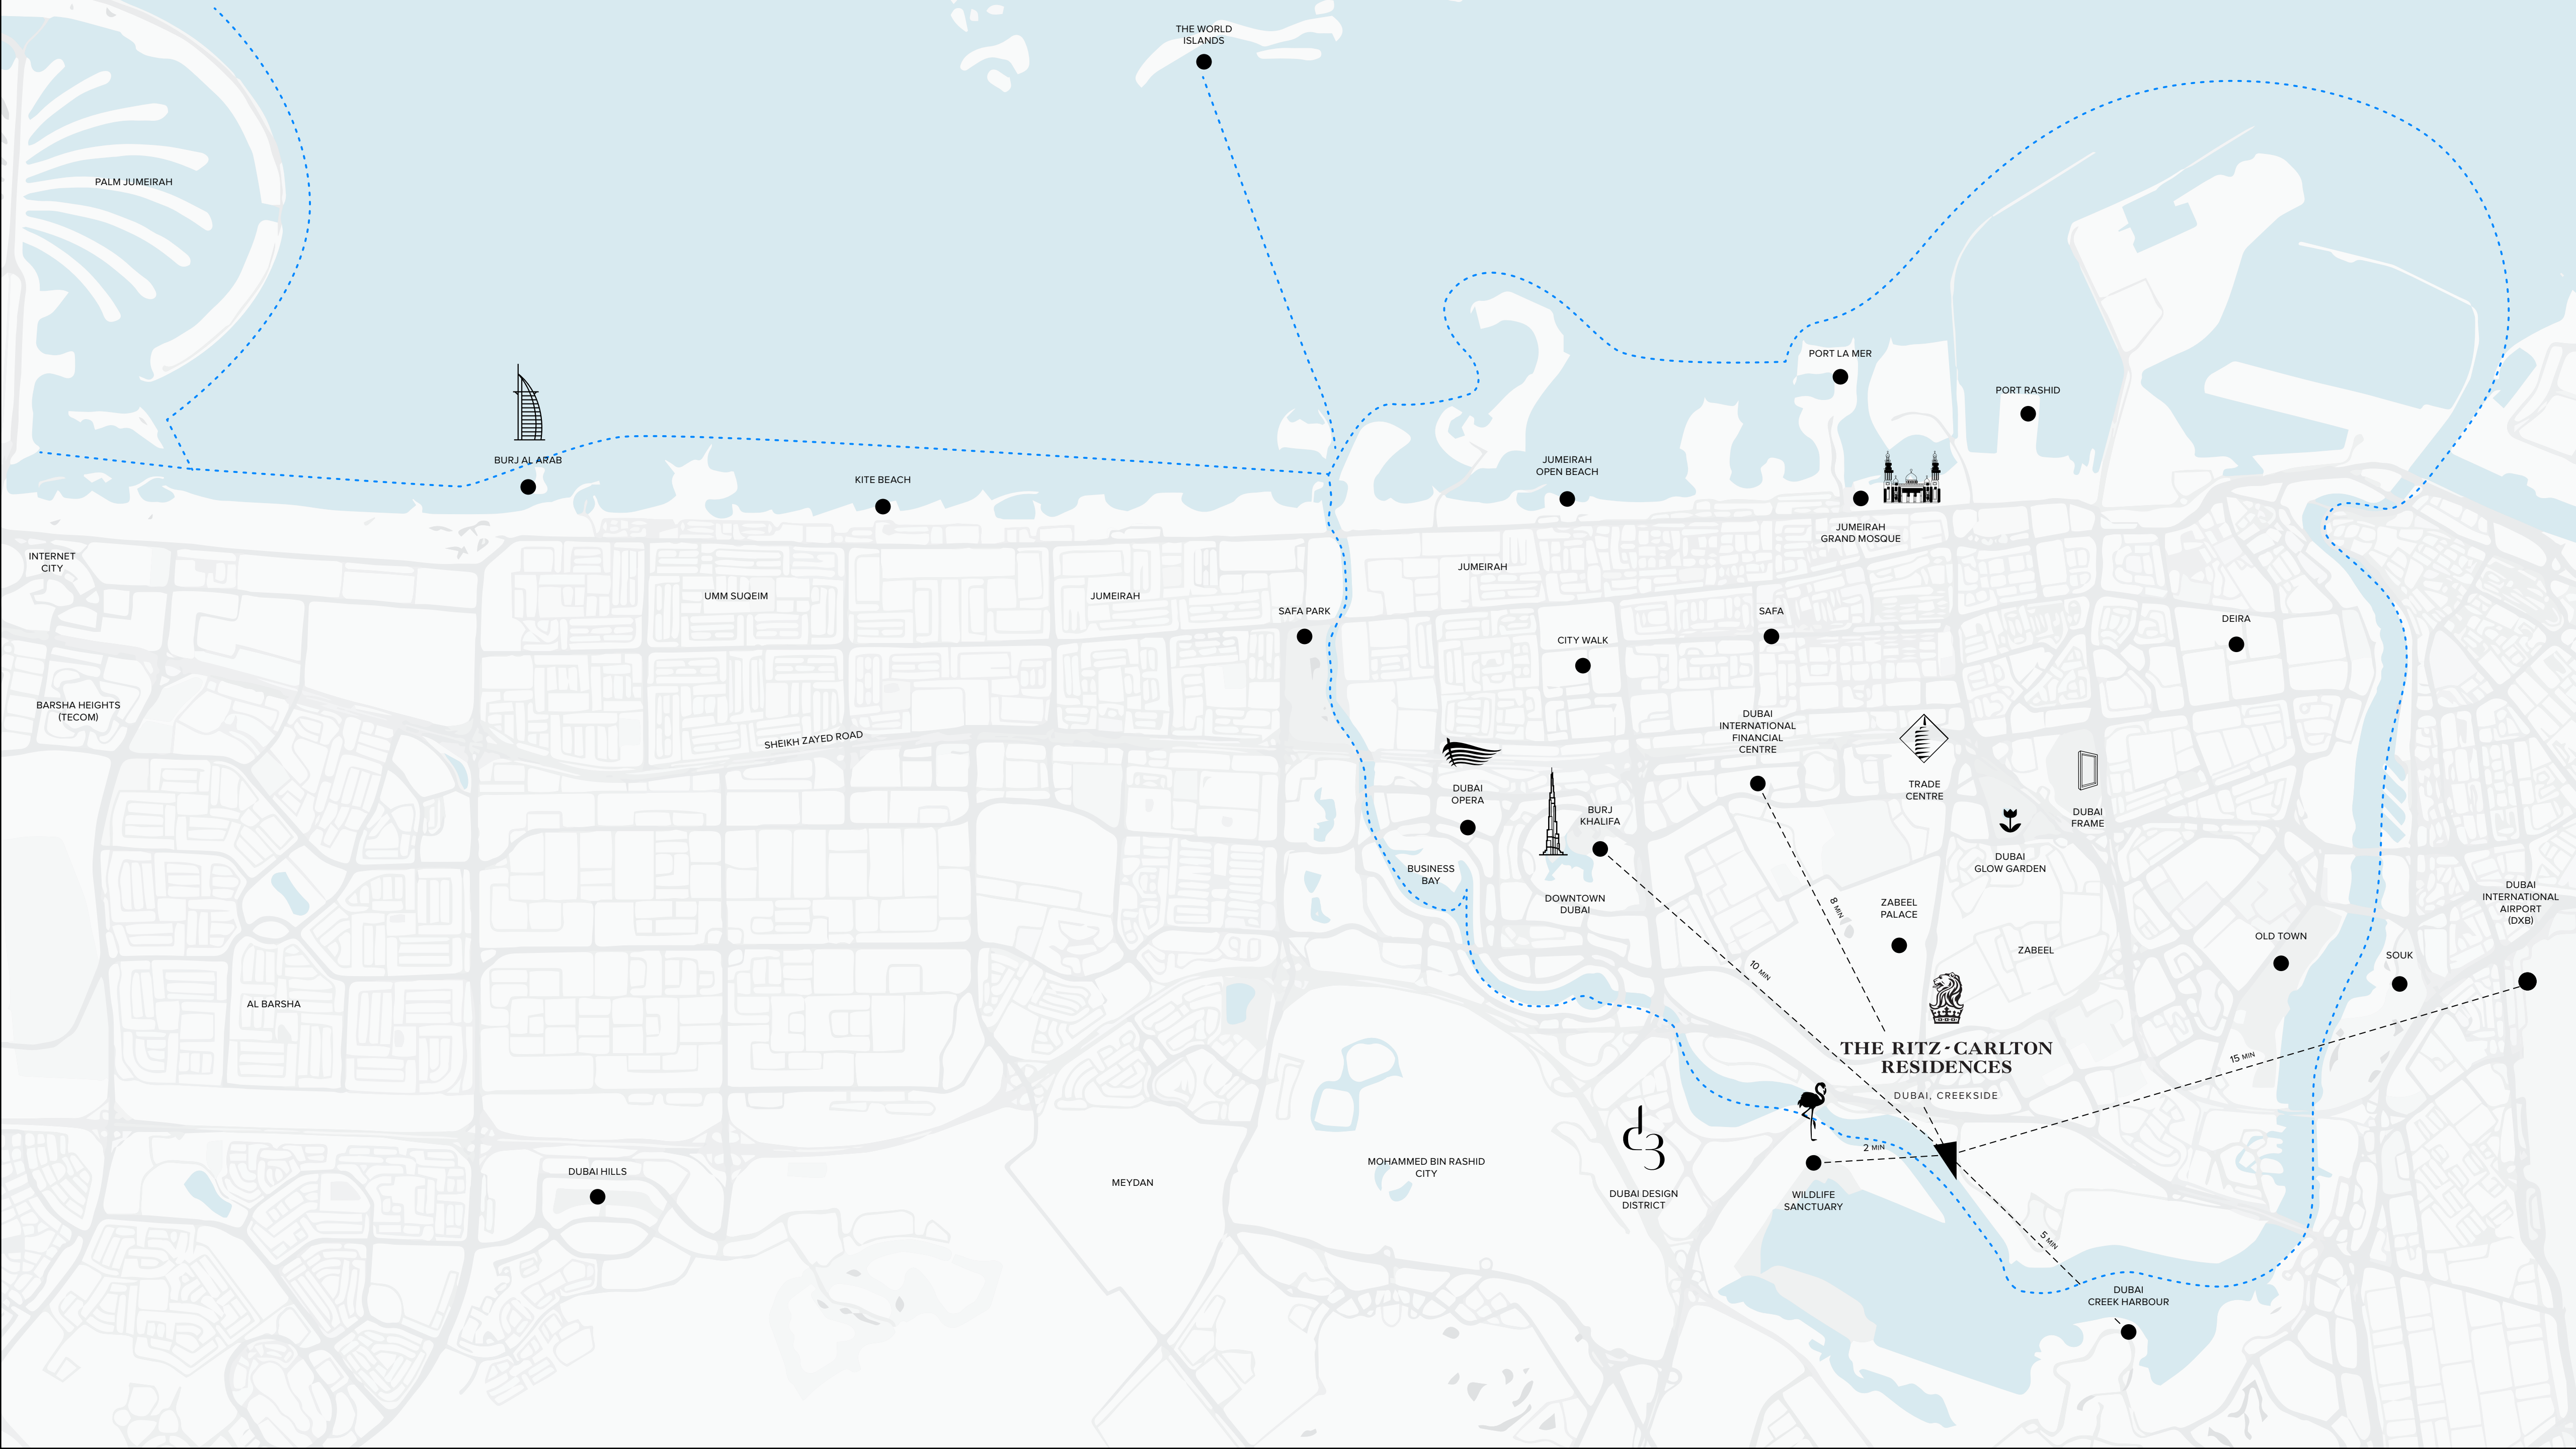 THE WORLD
ISLANDS
PALM JUMEIRAH
PORT LA MER
PORT RASHID
BURJ AL ARAB
KITE BEACH
JUMEIRAH
OPEN BEACH
JUMEIRAH
GRAND MOSQUE
INTERNET
CITY
UMM SUQEIM
JUMEIRAH
JUMEIRAH
SAFA PARK
SAFA
CITY WALK
DEIRA
BARSHA HEIGHTS
(TECOM)
SHEIKH ZAYED ROAD
DUBAI
INTERNATIONAL
FINANCIAL
CENTRE
DUBAI
OPERA
BURJ
KHALIFA
TRADE
CENTRE
DUBAI
FRAME
DUBAI
GLOW GARDEN
BUSINESS
BAY
DOWNTOWN
DUBAI
8 MIN
ZABEEL
PALACE
ZABEEL
OLD TOWN
SOUK
DUBAI
INTERNATIONAL
AIRPORT
(DXB)
10 MIN
AL BARSHA
THE RITZ-CARLTON
RESIDENCES
DUBAI, CREEKSIDE
15 MIN
d3
2 MIN
DUBAI HILLS
MEYDAN
MOHAMMED BIN RASHID
CITY
DUBAI DESIGN
DISTRICT
WILDLIFE
SANCTUARY
5 MIN
DUBAI
CREEK HARBOUR